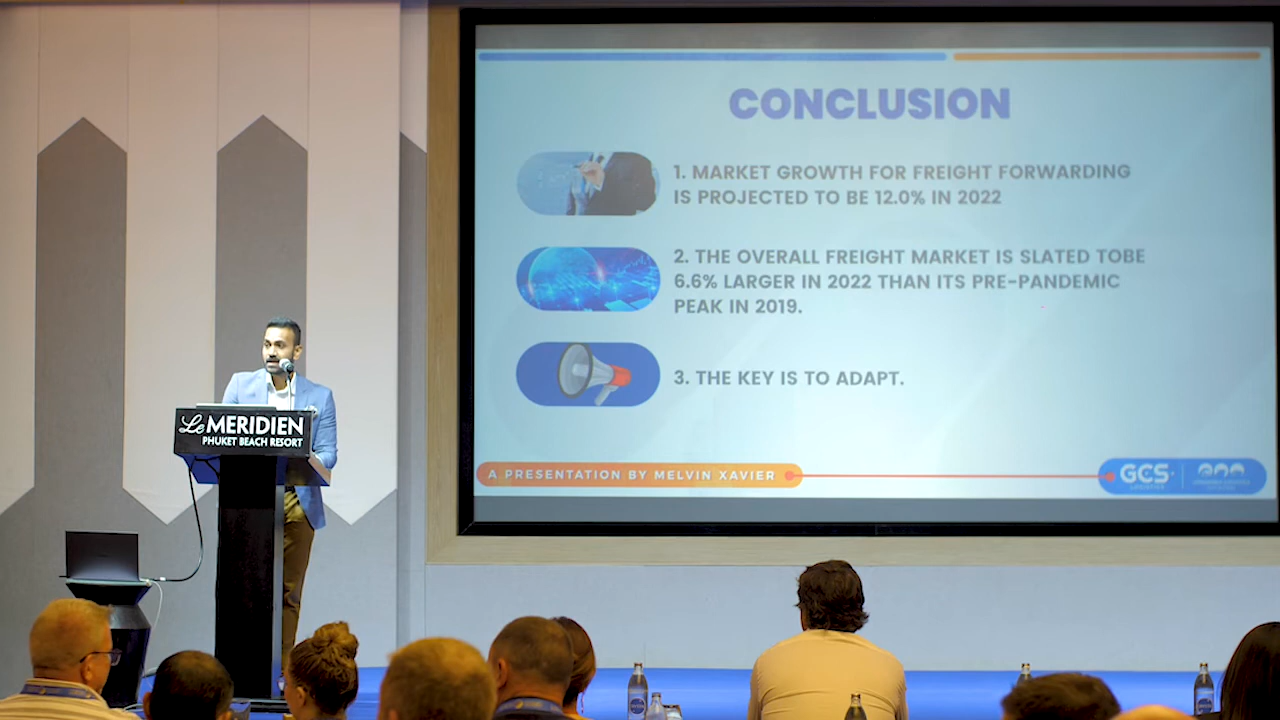 CONCLUSION
1. MARKET GROWTH FOR FREIGHT FORWARDING
IS PROJECTED TO BE 12.0% IN 2022
2. THE OVERALL FREIGHT MARKET IS SLATED TOBE
6.6% LARGER IN 2022 THAN ITS PRE-PANDEMIC
PEAK IN 2019.
3. THE KEY IS TO ADAPT.
A PRESENTATION BY MELVIN XAVIER
GCS
LOGISTICS
Le MERIDIEN
PHUKET BEACH RESORT